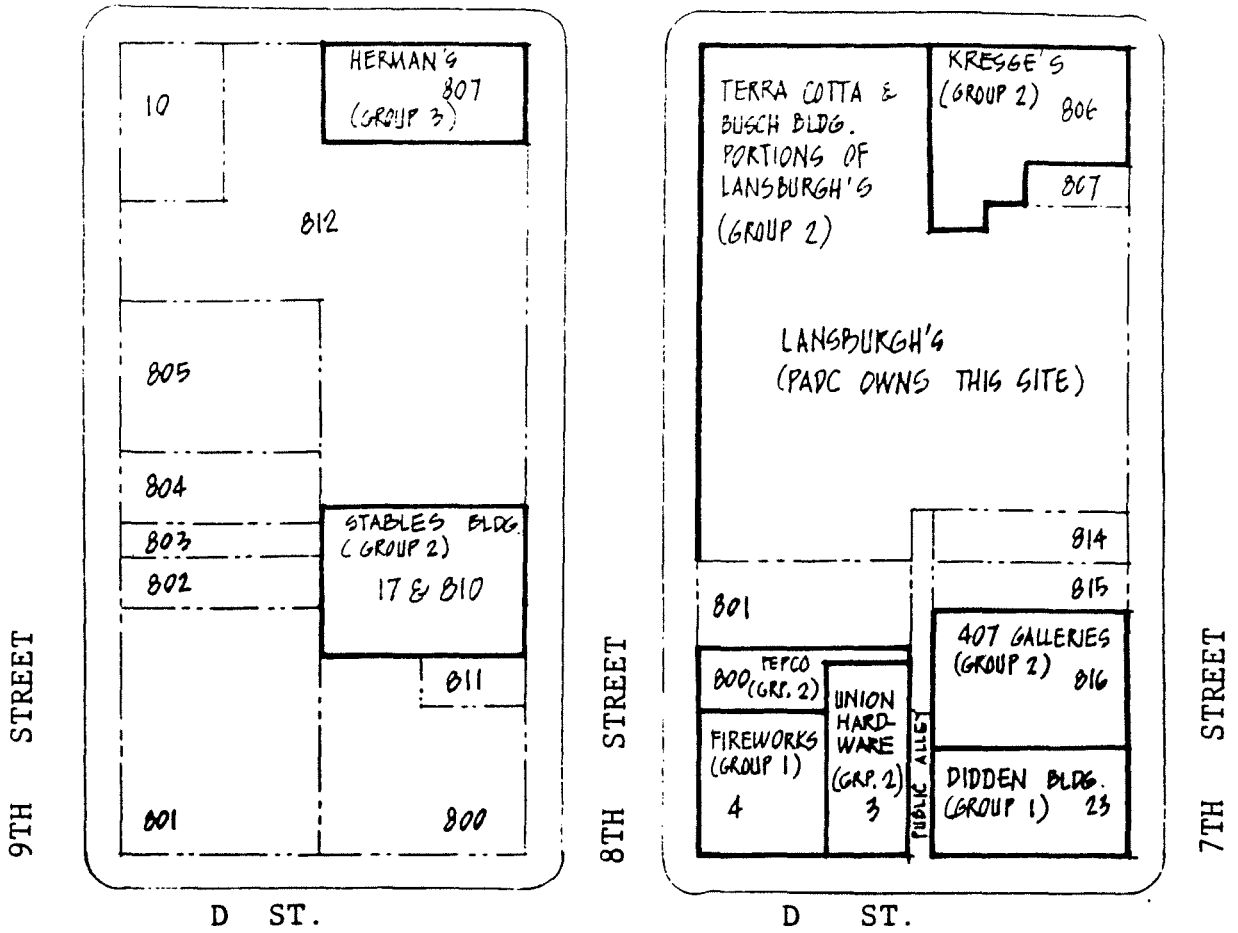 HERMAN'S
807
(GROUP 3)
10
812
805
804
803
802
STABLES BLDG.
(GROUP 2)
17 & 810
811
801
800
9TH STREET
D ST.
8TH STREET
TERRA COTTA &
BUSCH BLDG.
PORTIONS OF
LANSBURGH'S
(GROUP 2)
KRESGE'S
(GROUP 2) 806
807
LANSBURGH'S
(PADC OWNS THIS SITE)
814
815
801
407 GALLERIES
(GROUP 2) 816
PEPCO
800 (GRP. 2)
UNION
HARD-
WARE
(GRP. 2)
3
FIREWORKS
(GROUP 1)
4
PUBLIC ALLEY
DIDDEN BLDG.
(GROUP 1) 23
7TH STREET
D ST.